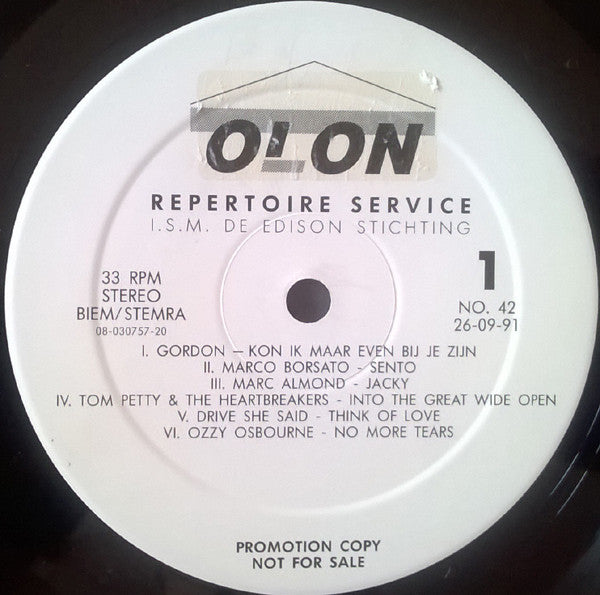 OLON
REPERTOIRE SERVICE
I.S.M. DE EDISON STICHTING
33 RPM
STEREO
BIEM/STEMRA
08-030757-20
1
NO. 42
26-09-91
I. GORDON – KON IK MAAR EVEN BIJ JE ZIJN
II. MARCO BORSATO - SENTO
III. MARC ALMOND - JACKY
IV. TOM PETTY & THE HEARTBREAKERS - INTO THE GREAT WIDE OPEN
V. DRIVE SHE SAID - THINK OF LOVE
VI. OZZY OSBOURNE - NO MORE TEARS
PROMOTION COPY
NOT FOR SALE